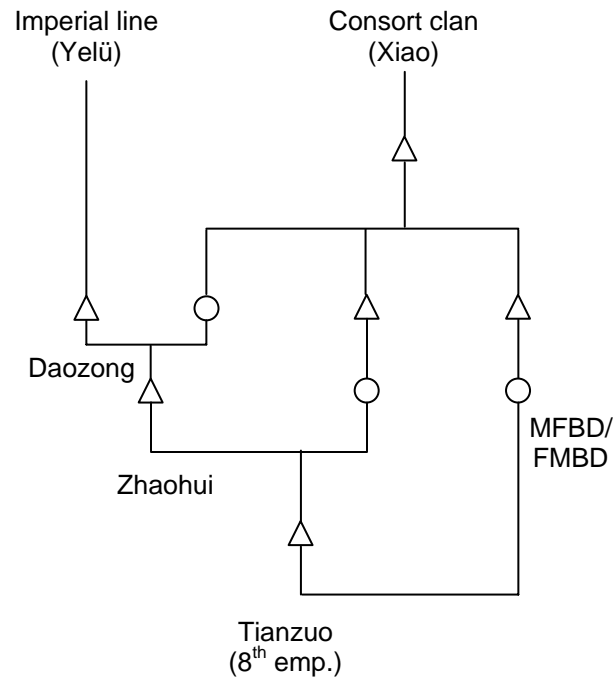 Imperial line
(Yelü)
Consort clan
(Xiao)
Daozong
MFBD/
FMBD
Zhaohui
Tianzuo
(8th emp.)